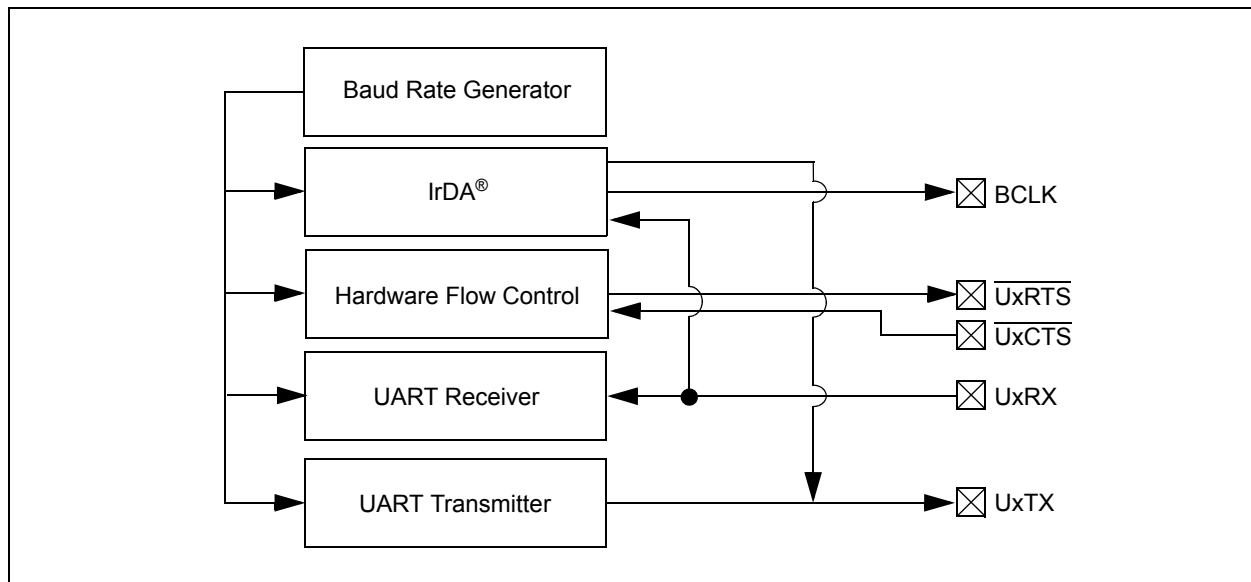 Baud Rate Generator
IrDA®
BCLK
Hardware Flow Control
UxRTS
UxCTS
UART Receiver
UxRX
UART Transmitter
UxTX